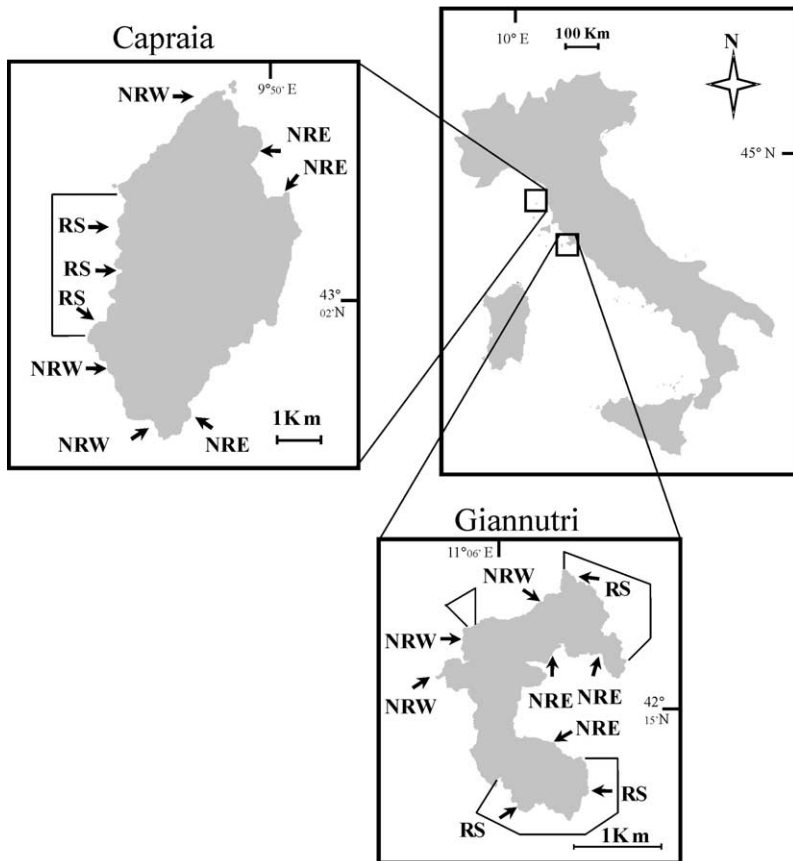 Capraia
9°50' E
NRW
NRE
NRE
RS
RS
RS
43°
02'N
NRW
NRW
NRE
1Km
10° E
100 Km
N
45° N
Giannutri
11°06' E
NRW
RS
NRW
NRW
NRE
NRE
NRE
42°
15'N
RS
RS
1Km